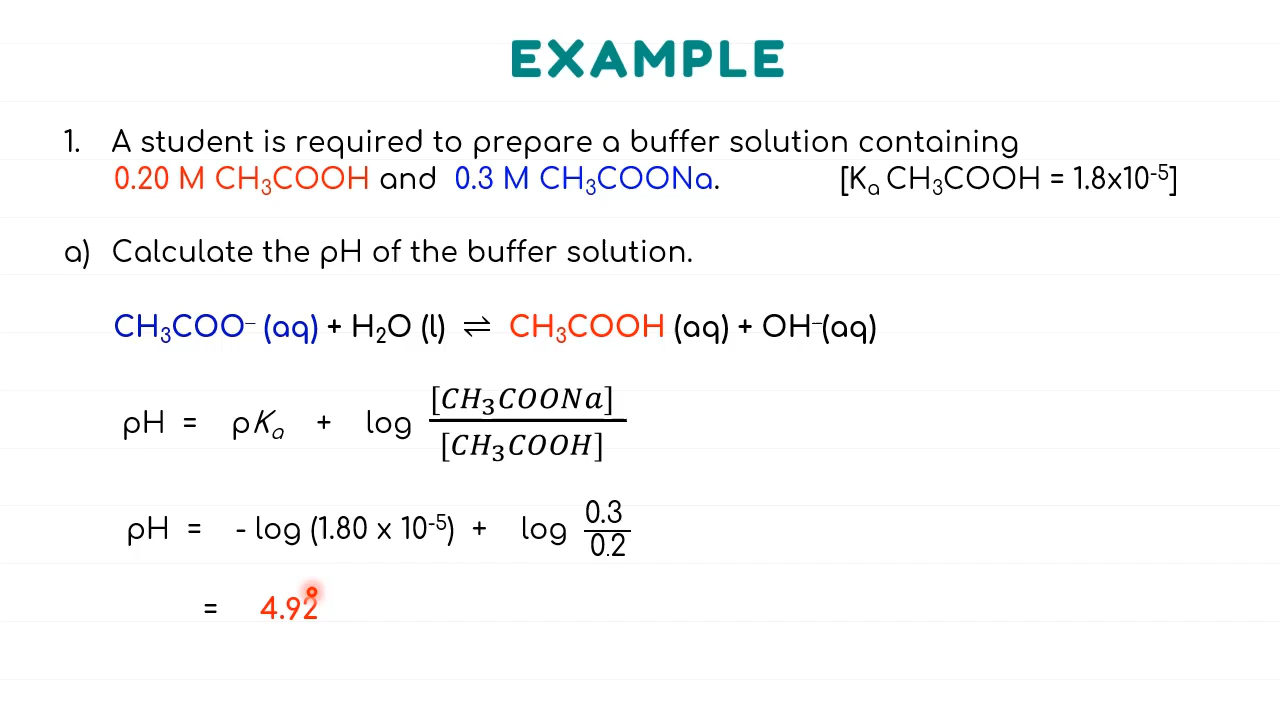 EXAMPLE
1. A student is required to prepare a buffer solution containing
0.20 M CH₃COOH and 0.3 M CH₃COONa. [Kₐ CH₃COOH = 1.8x10⁻⁵]
a) Calculate the pH of the buffer solution.
CH₃COO⁻ (aq) + H₂O (l) ⇌ CH₃COOH (aq) + OH⁻(aq)
pH = pKₐ + log [CH₃COONa] / [CH₃COOH]
pH = - log (1.80 x 10⁻⁵) + log 0.3 / 0.2
= 4.92